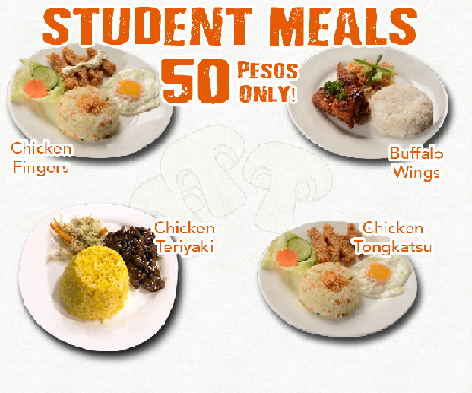 STUDENT MEALS
50 PESOS
ONLY!
Chicken
Fingers
Buffalo
Wings
Chicken
Teriyaki
Chicken
Tongkatsu